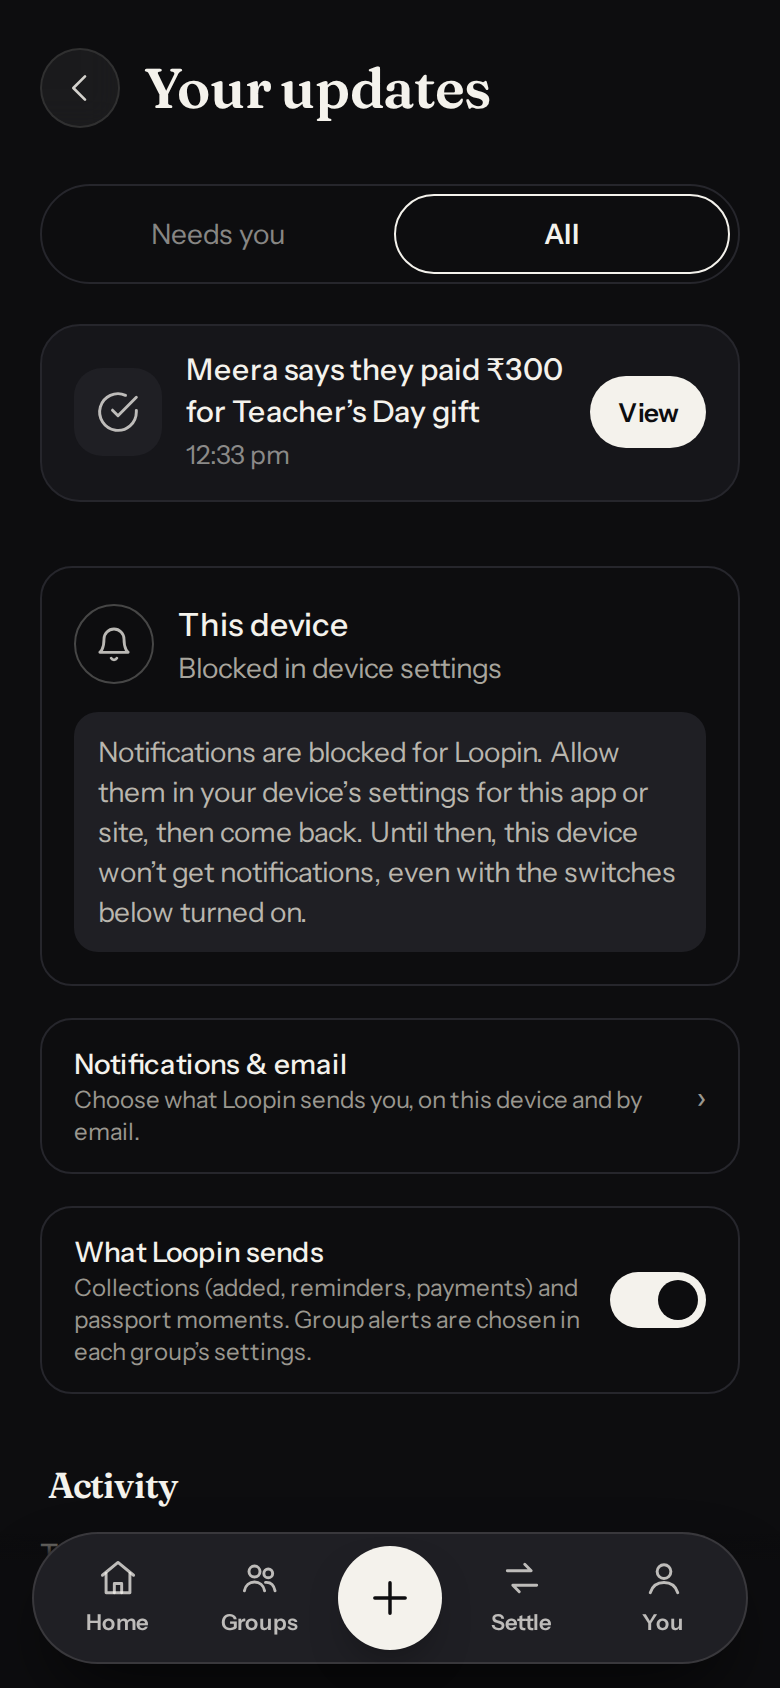 Your updates
Needs you
All
Meera says they paid ₹300
for Teacher’s Day gift
12:33 pm
View
This device
Blocked in device settings
Notifications are blocked for Loopin. Allow
them in your device’s settings for this app or
site, then come back. Until then, this device
won’t get notifications, even with the switches
below turned on.
Notifications & email
Choose what Loopin sends you, on this device and by
email.
What Loopin sends
Collections (added, reminders, payments) and
passport moments. Group alerts are chosen in
each group’s settings.
Activity
Home
Groups
Settle
You